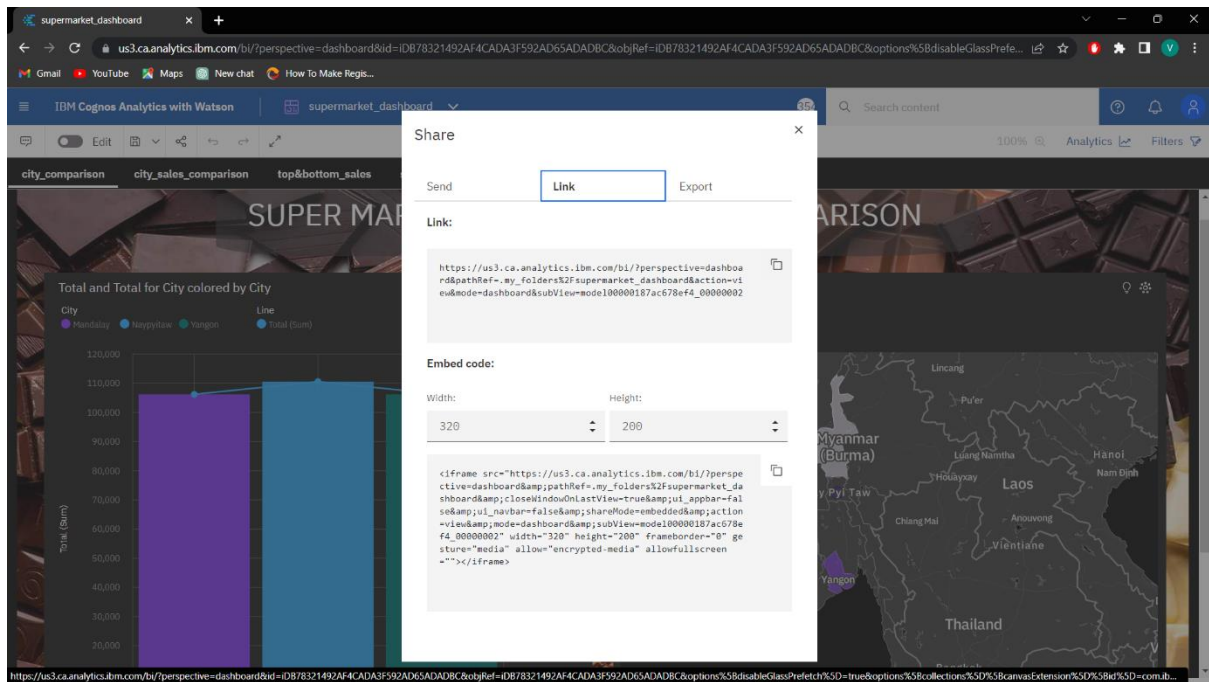 supermarket_dashboard
us3.ca.analytics.ibm.com/bi/?perspective=dashboard&id=iDB78321492AF4CADA3F592AD65ADADBC&objRef=iDB78321492AF4CADA3F592AD65ADADBC&options%5BdisableGlassPrefe...
V
Gmail YouTube Maps New chat How To Make Regis...
IBM Cognos Analytics with Watson supermarket_dashboard Search content
Edit 100% Analytics Filters
city_comparison city_sales_comparison top&bottom_sales
SUPER MAR
ARISON
Share
Send Link Export
Link:
https://us3.ca.analytics.ibm.com/bi/?perspective=dashboa
rd&pathRef=.my_folders%2Fsupermarket_dashboard&action=vi
ew&mode=dashboard&subView=model00000187ac678ef4_00000002
Embed code:
Width: Height:
320 200
<iframe src="https://us3.ca.analytics.ibm.com/bi/?perspe
ctive=dashboard&amp;pathRef=.my_folders%2Fsupermarket_da
shboard&amp;closeWindowOnLastView=true&amp;ui_appbar=fal
se&amp;ui_navbar=false&amp;shareMode=embedded&amp;action
=view&amp;mode=dashboard&amp;subView=model00000187ac678e
f4_00000002" width="320" height="200" frameborder="0" ge
sture="media" allow="encrypted-media" allowfullscreen
=""></iframe>
Total and Total for City colored by City
City Line
Mandalay Naypyitaw Yangon Total (Sum)
Total (Sum)
120,000
110,000
100,000
90,000
80,000
70,000
60,000
50,000
40,000
30,000
20,000
Lincang
Pu'er
Myanmar
(Burma)
Luang Namtha
Hanoi
Houayxay
Nam Định
Laos
y Pyi Taw
Chiang Mai
Anouvong
Vientiane
Yangon
Thailand
https://us3.ca.analytics.ibm.com/bi/?perspective=dashboard&id=iDB78321492AF4CADA3F592AD65ADADBC&objRef=iDB78321492AF4CADA3F592AD65ADADBC&options%5BdisableGlassPrefetch%5D=true&options%5Bcollections%5D%5BcanvasExtension%5D%5Bid%5D=com.ib...